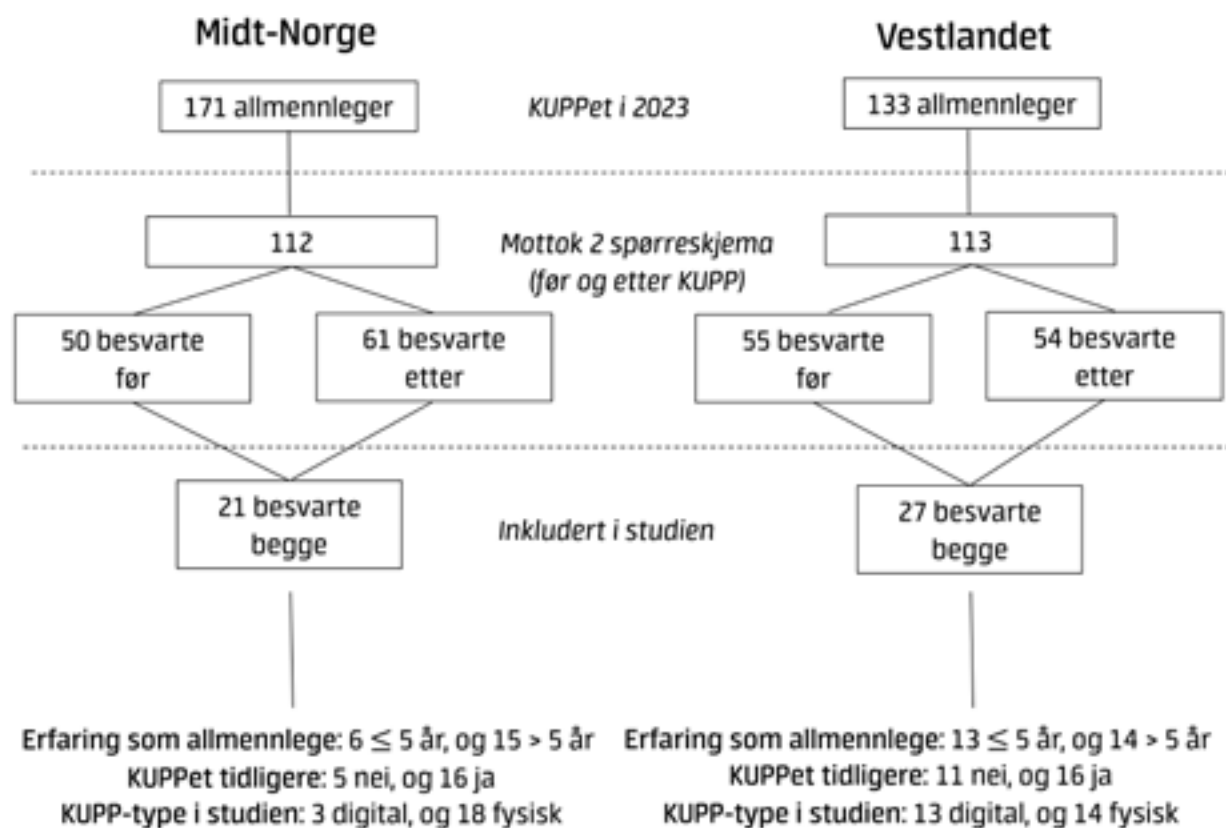 Midt-Norge
Vestlandet
171 allmennleger
KUPPet i 2023
133 allmennleger
112
Mottok 2 spørreskjema
(før og etter KUPP)
113
50 besvarte
før
61 besvarte
etter
55 besvarte
før
54 besvarte
etter
21 besvarte
begge
Inkludert i studien
27 besvarte
begge
Erfaring som allmennlege: 6 ≤ 5 år, og 15 > 5 år
KUPPet tidligere: 5 nei, og 16 ja
KUPP-type i studien: 3 digital, og 18 fysisk
Erfaring som allmennlege: 13 ≤ 5 år, og 14 > 5 år
KUPPet tidligere: 11 nei, og 16 ja
KUPP-type i studien: 13 digital, og 14 fysisk